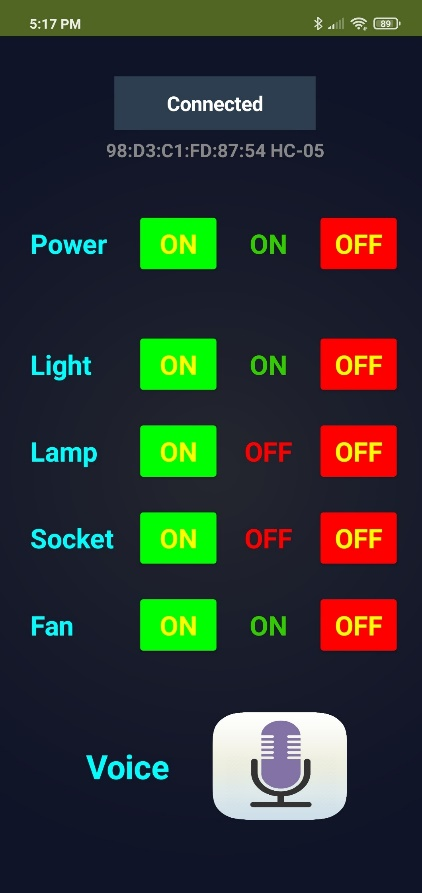 5:17 PM 89
Connected
98:D3:C1:FD:87:54 HC-05
Power ON ON OFF
Light ON ON OFF
Lamp ON OFF OFF
Socket ON OFF OFF
Fan ON ON OFF
Voice